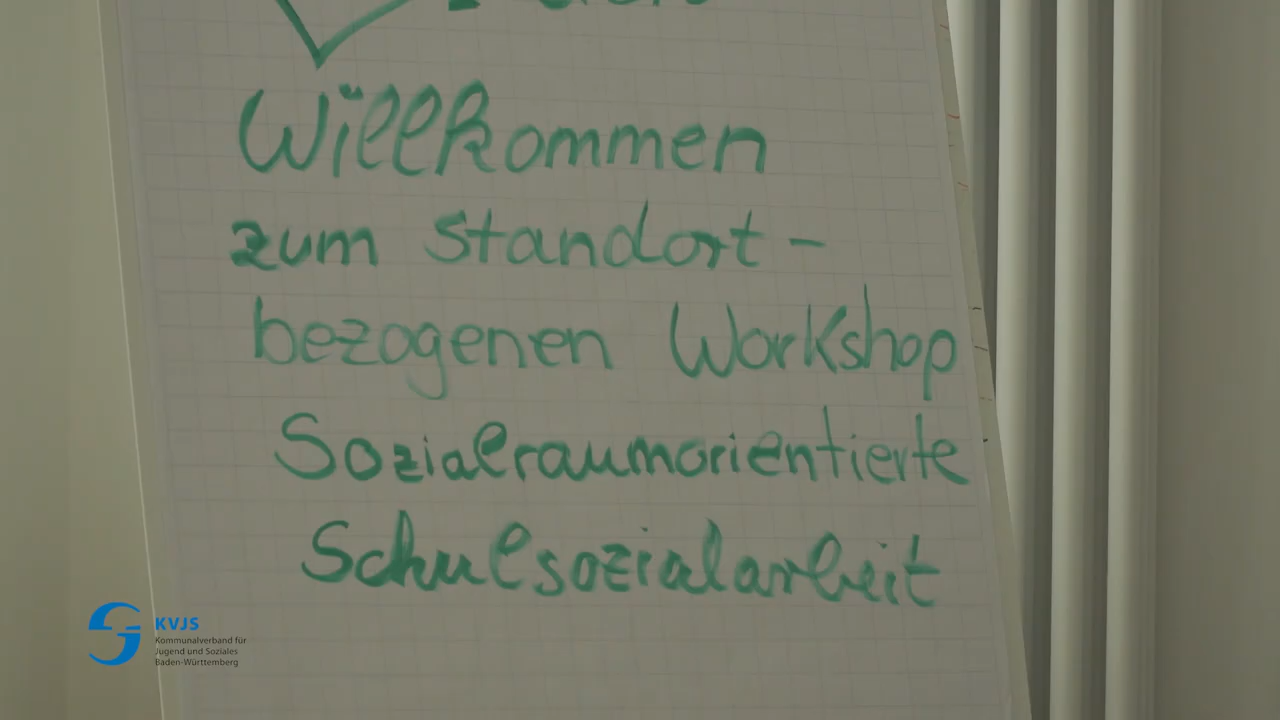 Willkommen
zum Standort-
bezogenen Workshop
Sozialraumorientierte
Schulsozialarbeit
KVJS
Kommunalverband für
Jugend und Soziales
Baden-Württemberg